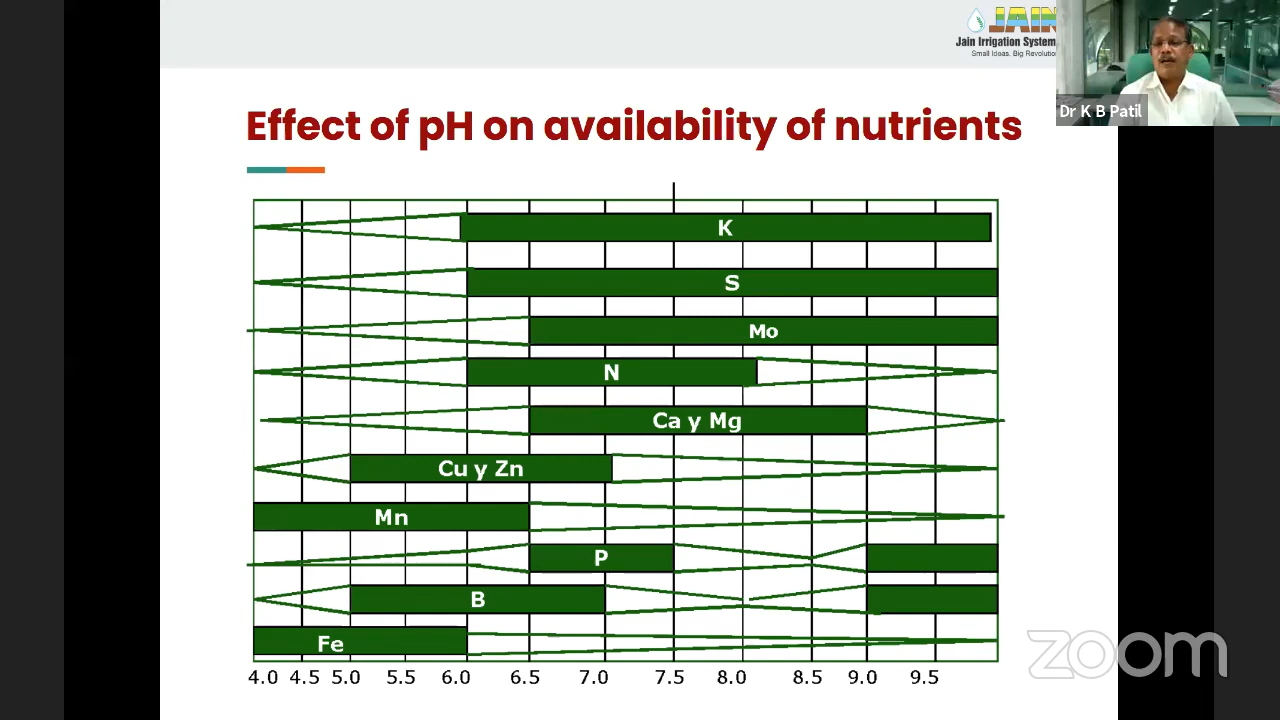 JAIN
Jain Irrigation System
Small Ideas. Big Revolution
Dr K B Patil
Effect of pH on availability of nutrients
K
S
Mo
N
Ca y Mg
Cu y Zn
Mn
P
B
Fe
4.0 4.5 5.0 5.5 6.0 6.5 7.0 7.5 8.0 8.5 9.0 9.5
zoom